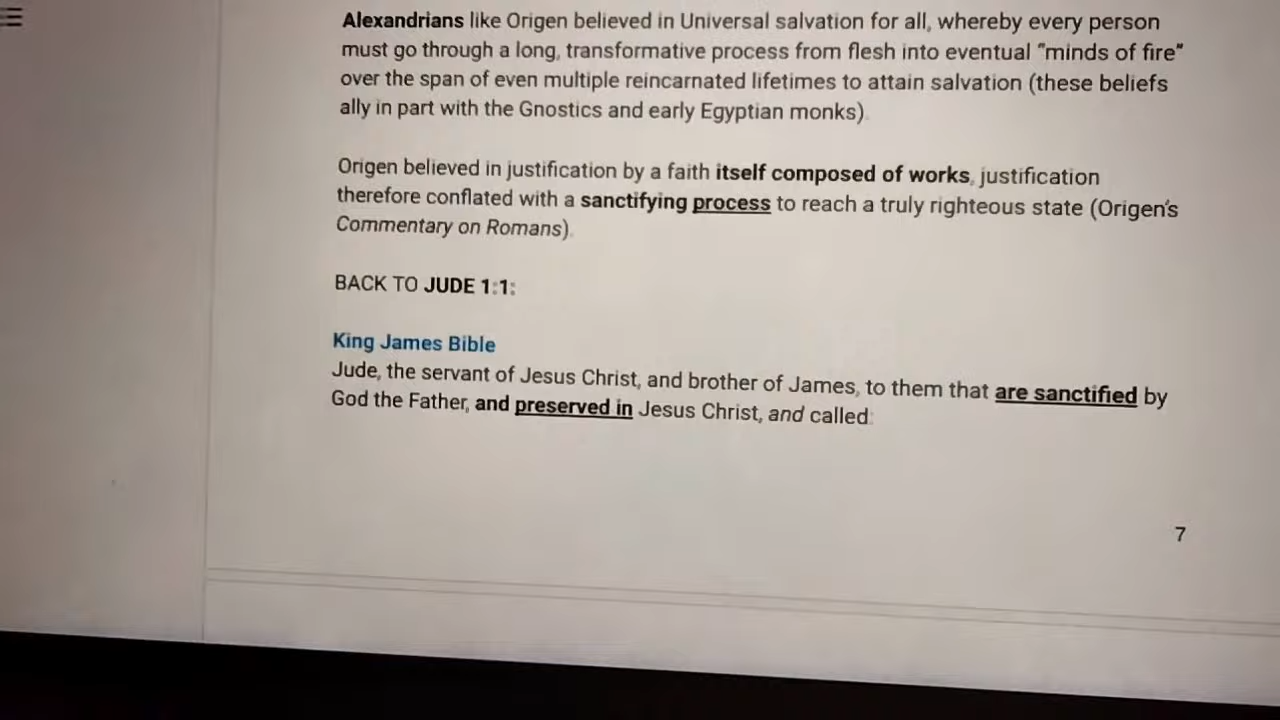 Alexandrians like Origen believed in Universal salvation for all, whereby every person
must go through a long, transformative process from flesh into eventual "minds of fire"
over the span of even multiple reincarnated lifetimes to attain salvation (these beliefs
ally in part with the Gnostics and early Egyptian monks).
Origen believed in justification by a faith itself composed of works, justification
therefore conflated with a sanctifying process to reach a truly righteous state (Origen's
Commentary on Romans).
BACK TO JUDE 1:1:
King James Bible
Jude, the servant of Jesus Christ, and brother of James, to them that are sanctified by
God the Father, and preserved in Jesus Christ, and called:
7